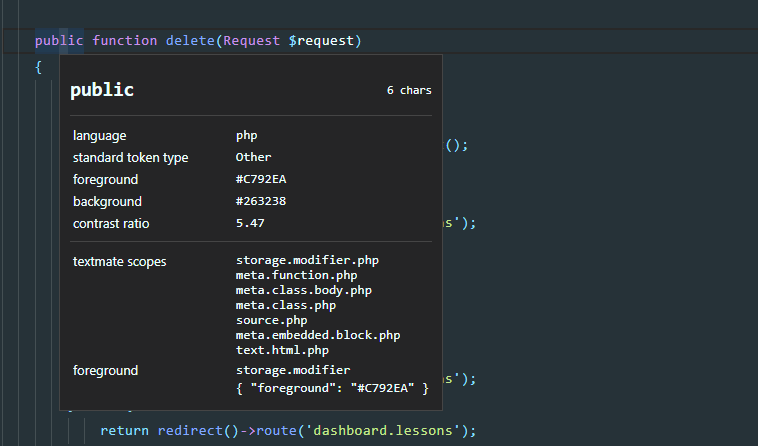 public function delete(Request $request)
{
public 6 chars
language php
standard token type Other
foreground #C792EA
background #263238
contrast ratio 5.47
textmate scopes storage.modifier.php
meta.function.php
meta.class.body.php
meta.class.php
source.php
meta.embedded.block.php
text.html.php
foreground storage.modifier
{ "foreground": "#C792EA" }
();
s');
s');
return redirect()->route('dashboard.lessons');